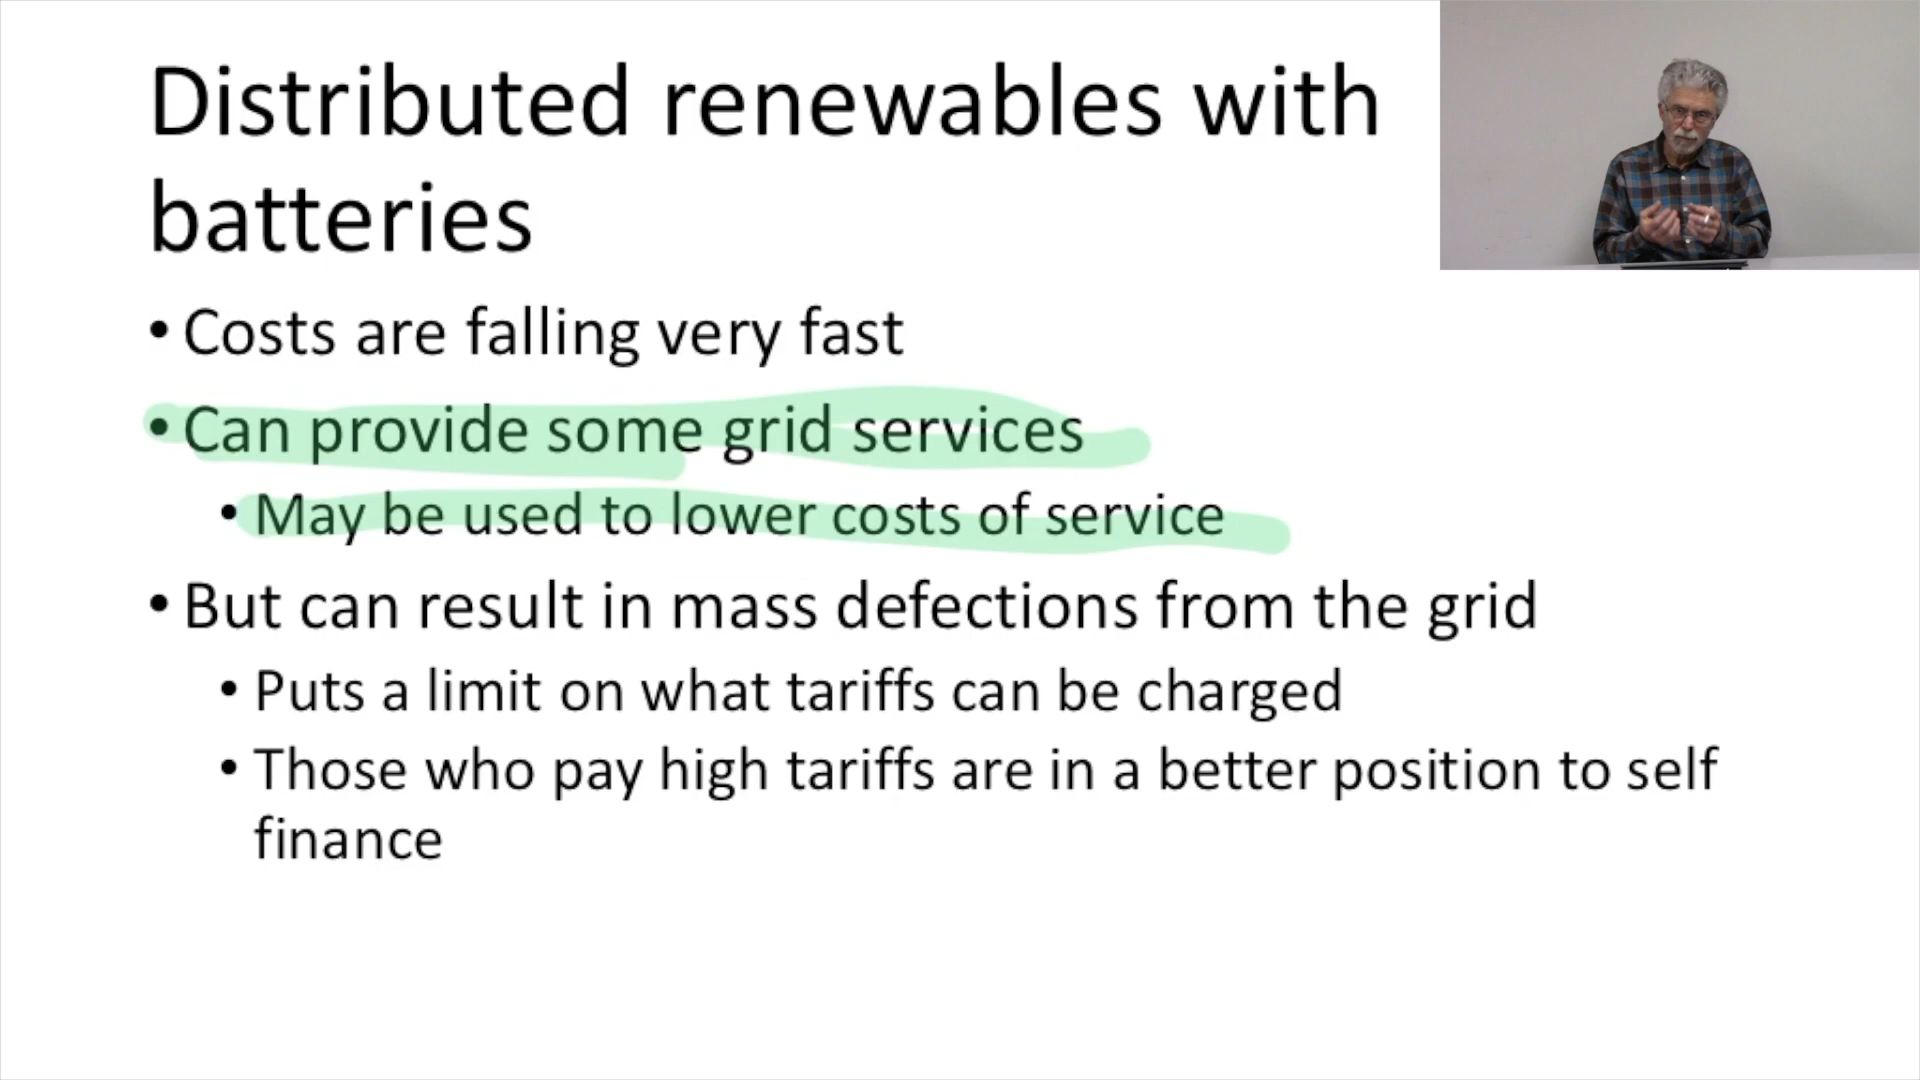 Distributed renewables with
batteries
• Costs are falling very fast
• Can provide some grid services
• May be used to lower costs of service
• But can result in mass defections from the grid
• Puts a limit on what tariffs can be charged
• Those who pay high tariffs are in a better position to self
finance